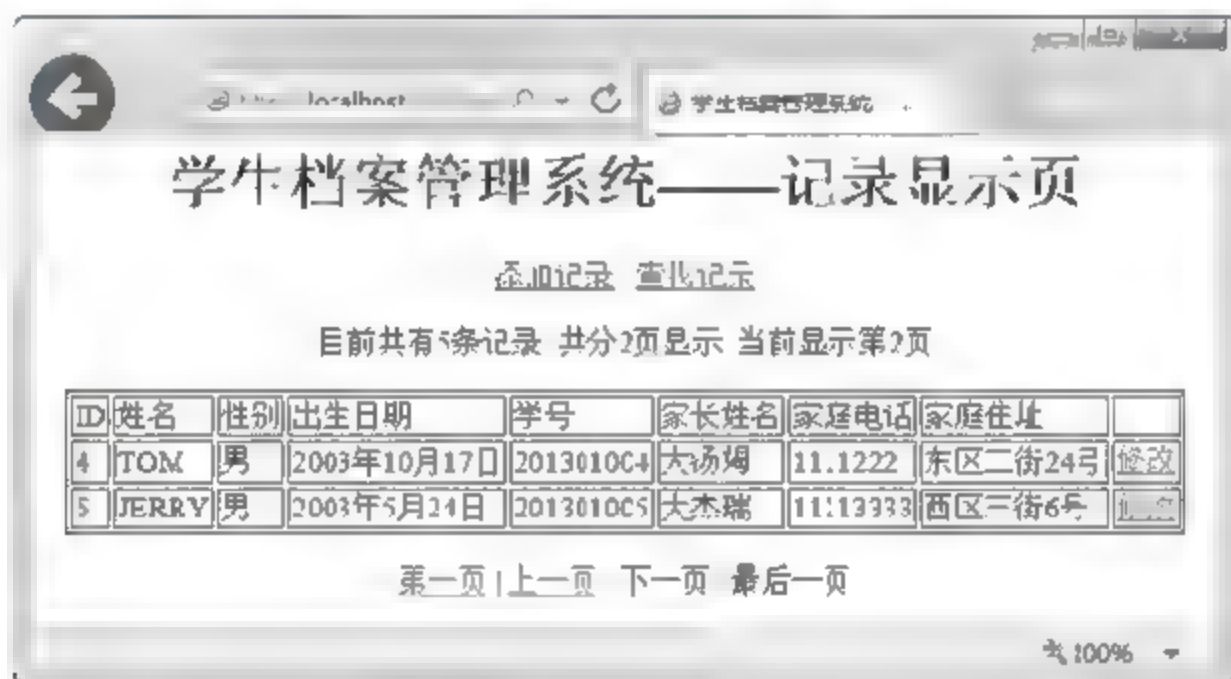 localhost
学生档案管理系统
学生档案管理系统——记录显示页
添加记录 查找记录
目前共有5条记录 共分2页显示 当前显示第2页
ID 姓名 性别 出生日期 学号 家长姓名 家庭电话 家庭住址
4 TOM 男 2003年10月17日 201301004 大汤姆 东区二街24号 修改
5 JERRY 男 2003年5月24日 201301005 大杰瑞 11113333 西区三街6号
第一页 | 上一页 下一页 最后一页
100%